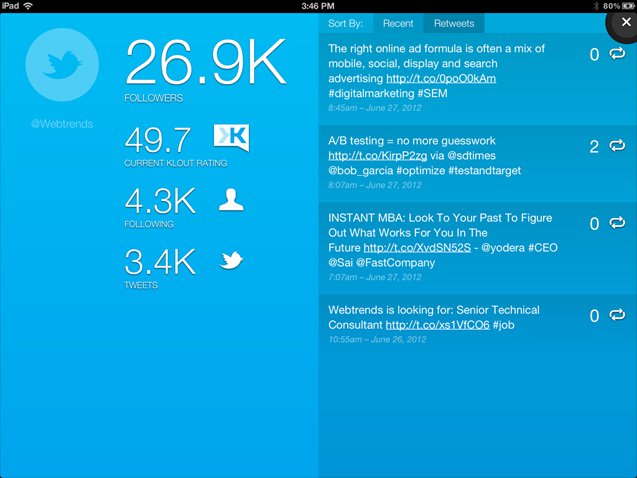 iPad
3:46 PM
80%
26.9K
FOLLOWERS
@Webtrends
49.7
K
CURRENT KLOUT RATING
4.3K
FOLLOWING
3.4K
TWEETS
Sort By: Recent Retweets
The right online ad formula is often a mix of
mobile, social, display and search
advertising http://t.co/0poO0kAm
#digitalmarketing #SEM
8:45am – June 27, 2012
0
A/B testing = no more guesswork
http://t.co/KirpP2zg via @sdtimes
@bob_garcia #optimize #testandtarget
8:07am – June 27, 2012
2
INSTANT MBA: Look To Your Past To Figure
Out What Works For You In The
Future http://t.co/XvdSN52S - @yodera #CEO
@Sai @FastCompany
7:07am – June 27, 2012
0
Webtrends is looking for: Senior Technical
Consultant http://t.co/xs1VfCO6 #job
10:55am – June 26, 2012
0